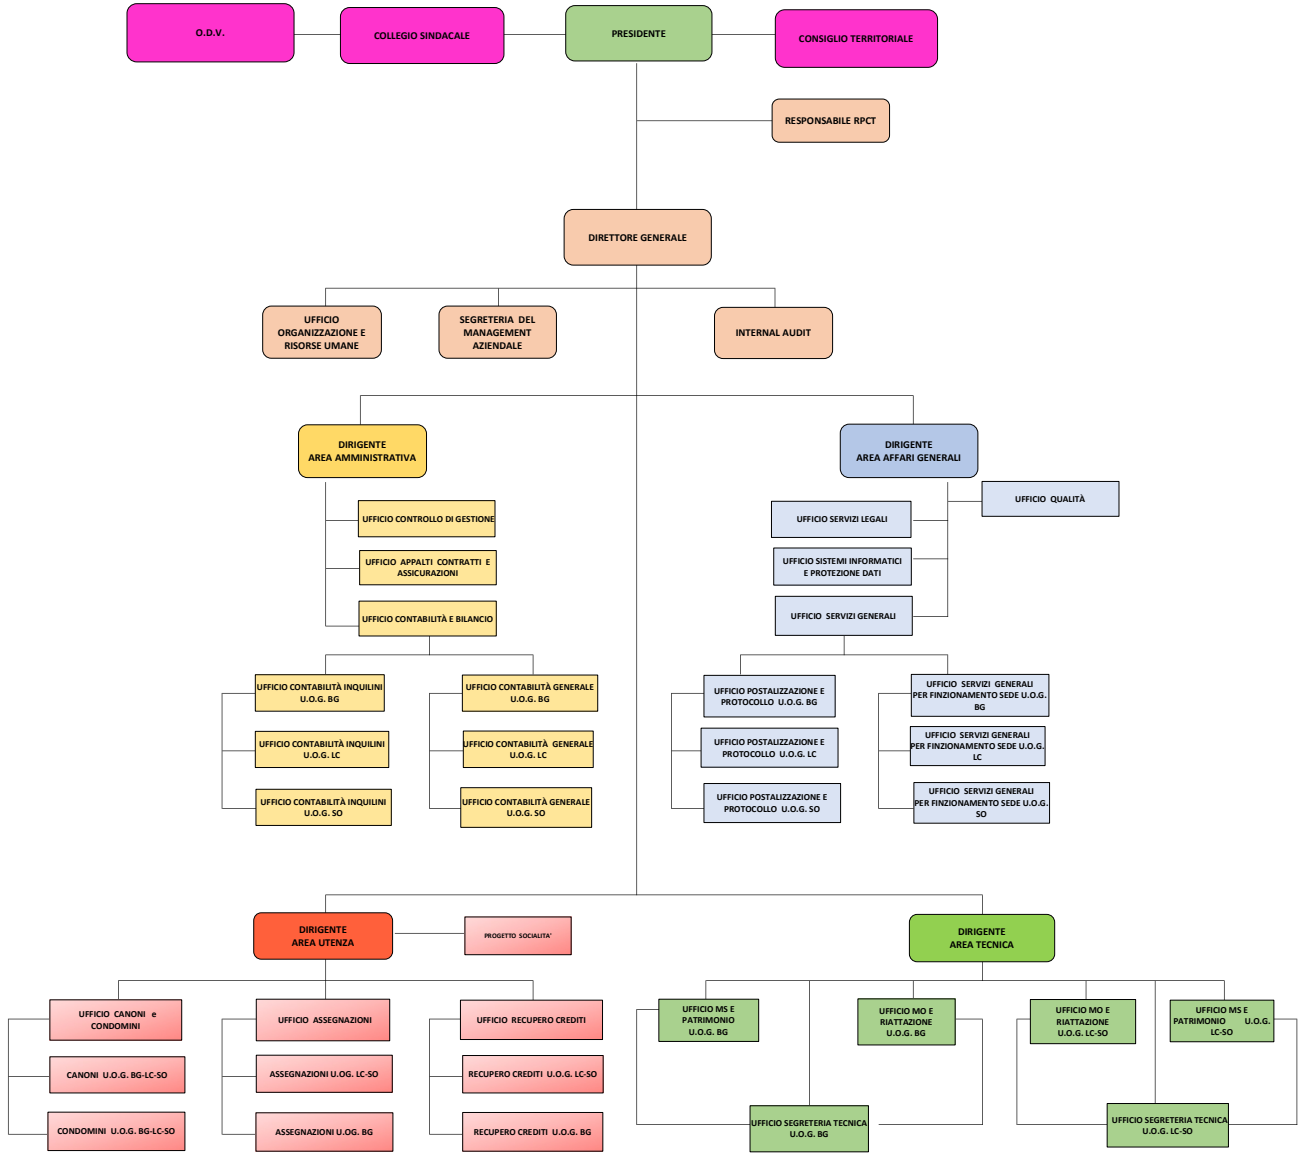 O.D.V.
COLLEGIO SINDACALE
PRESIDENTE
CONSIGLIO TERRITORIALE
RESPONSABILE RPCT
DIRETTORE GENERALE
UFFICIO
ORGANIZZAZIONE E
RISORSE UMANE
SEGRETERIA DEL
MANAGEMENT
AZIENDALE
INTERNAL AUDIT
DIRIGENTE
AREA AMMINISTRATIVA
DIRIGENTE
AREA AFFARI GENERALI
UFFICIO CONTROLLO DI GESTIONE
UFFICIO APPALTI CONTRATTI E
ASSICURAZIONI
UFFICIO CONTABILITÀ E BILANCIO
UFFICIO QUALITÀ
UFFICIO SERVIZI LEGALI
UFFICIO SISTEMI INFORMATICI
E PROTEZIONE DATI
UFFICIO SERVIZI GENERALI
UFFICIO CONTABILITÀ INQUILINI
U.O.G. BG
UFFICIO CONTABILITÀ INQUILINI
U.O.G. LC
UFFICIO CONTABILITÀ INQUILINI
U.O.G. SO
UFFICIO CONTABILITÀ GENERALE
U.O.G. BG
UFFICIO CONTABILITÀ GENERALE
U.O.G. LC
UFFICIO CONTABILITÀ GENERALE
U.O.G. SO
UFFICIO POSTALIZZAZIONE E
PROTOCOLLO U.O.G. BG
UFFICIO POSTALIZZAZIONE E
PROTOCOLLO U.O.G. LC
UFFICIO POSTALIZZAZIONE E
PROTOCOLLO U.O.G. SO
UFFICIO SERVIZI GENERALI
PER FINZIONAMENTO SEDE U.O.G.
BG
UFFICIO SERVIZI GENERALI
PER FINZIONAMENTO SEDE U.O.G.
LC
UFFICIO SERVIZI GENERALI
PER FINZIONAMENTO SEDE U.O.G.
SO
DIRIGENTE
AREA UTENZA
PROGETTO SOCIALITA'
DIRIGENTE
AREA TECNICA
UFFICIO CANONI e
CONDOMINI
CANONI U.O.G. BG-LC-SO
CONDOMINI U.O.G. BG-LC-SO
UFFICIO ASSEGNAZIONI
ASSEGNAZIONI U.OG. LC-SO
ASSEGNAZIONI U.OG. BG
UFFICIO RECUPERO CREDITI
RECUPERO CREDITI U.O.G. LC-SO
RECUPERO CREDITI U.O.G. BG
UFFICIO MS E
PATRIMONIO
U.O.G. BG
UFFICIO MO E
RIATTAZIONE
U.O.G. BG
UFFICIO MO E
RIATTAZIONE
U.O.G. LC-SO
UFFICIO MS E
PATRIMONIO U.O.G.
LC-SO
UFFICIO SEGRETERIA TECNICA
U.O.G. BG
UFFICIO SEGRETERIA TECNICA
U.O.G. LC-SO